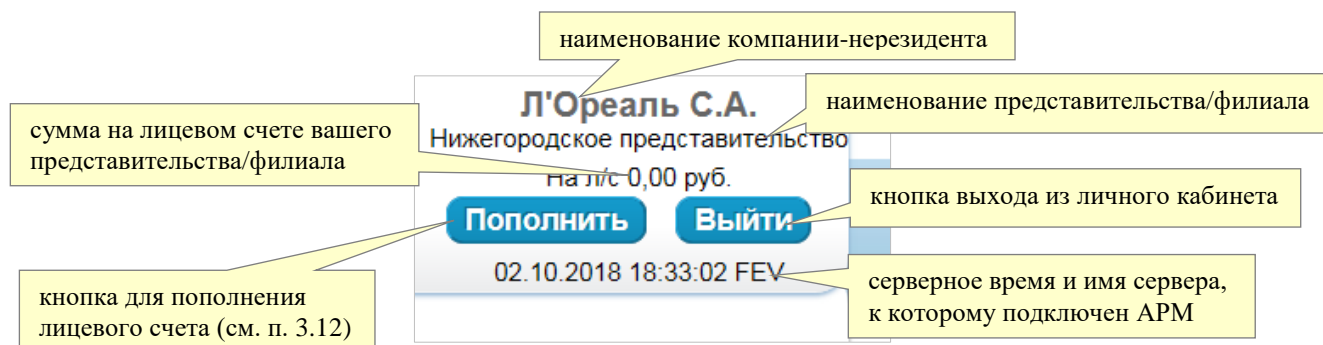 наименование компании-нерезидента
Л'Ореаль С.А.
наименование представительства/филиала
сумма на лицевом счете вашего
представительства/филиала
Нижегородское представительство
На л/с 0,00 руб.
кнопка выхода из личного кабинета
Пополнить
Выйти
02.10.2018 18:33:02 FEV
серверное время и имя сервера,
к которому подключен АРМ
кнопка для пополнения
лицевого счета (см. п. 3.12)